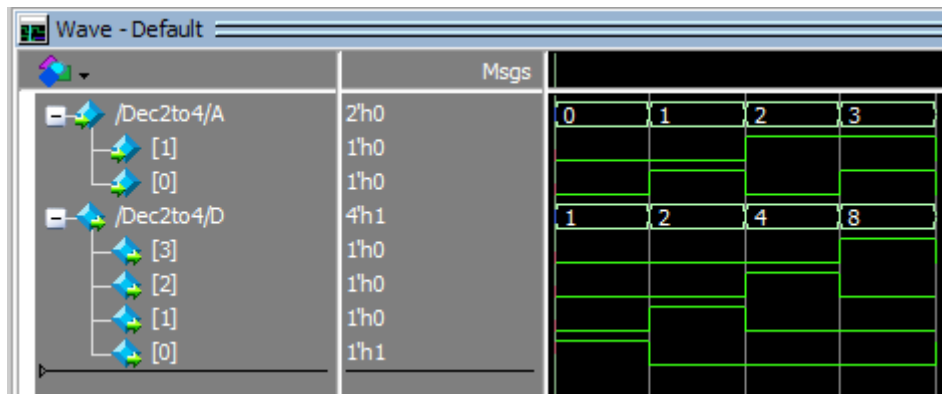 Wave - Default
Msgs
/Dec2to4/A 2'h0 0 1 2 3
[1] 1'h0
[0] 1'h0
/Dec2to4/D 4'h1 1 2 4 8
[3] 1'h0
[2] 1'h0
[1] 1'h0
[0] 1'h1